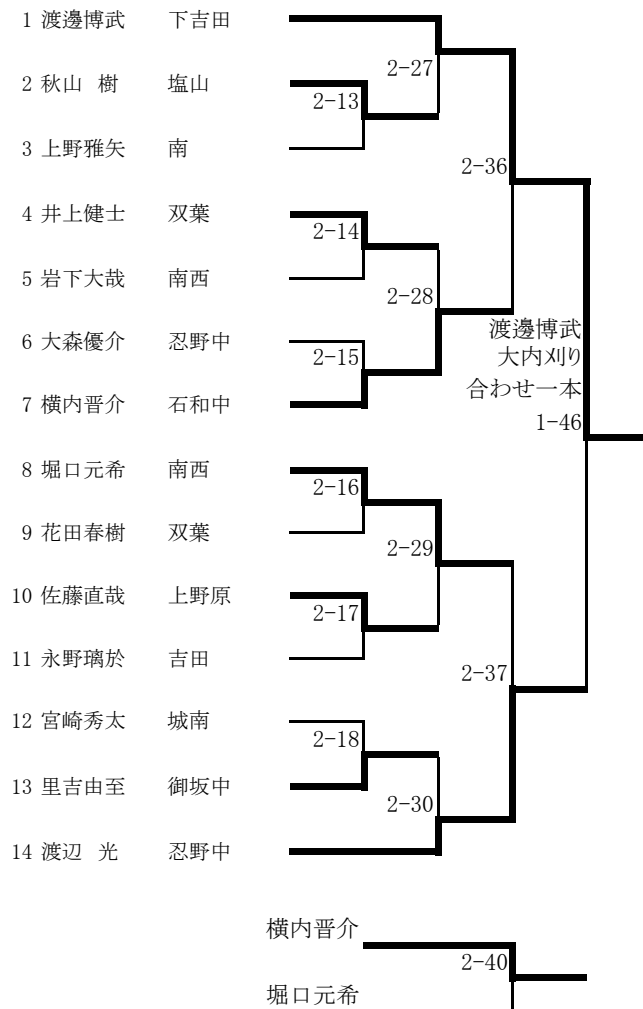 1 渡邊博武 下吉田
2-27
2 秋山 樹 塩山
2-13
3 上野雅矢 南
2-36
4 井上健士 双葉
2-14
5 岩下大哉 南西
2-28
6 大森優介 忍野中
2-15
7 横内晋介 石和中
渡邊博武
大内刈り
合わせ一本
1-46
8 堀口元希 南西
2-16
9 花田春樹 双葉
2-29
10 佐藤直哉 上野原
2-17
11 永野璃於 吉田
2-37
12 宮崎秀太 城南
2-18
13 里吉由至 御坂中
2-30
14 渡辺 光 忍野中
横内晋介
2-40
堀口元希